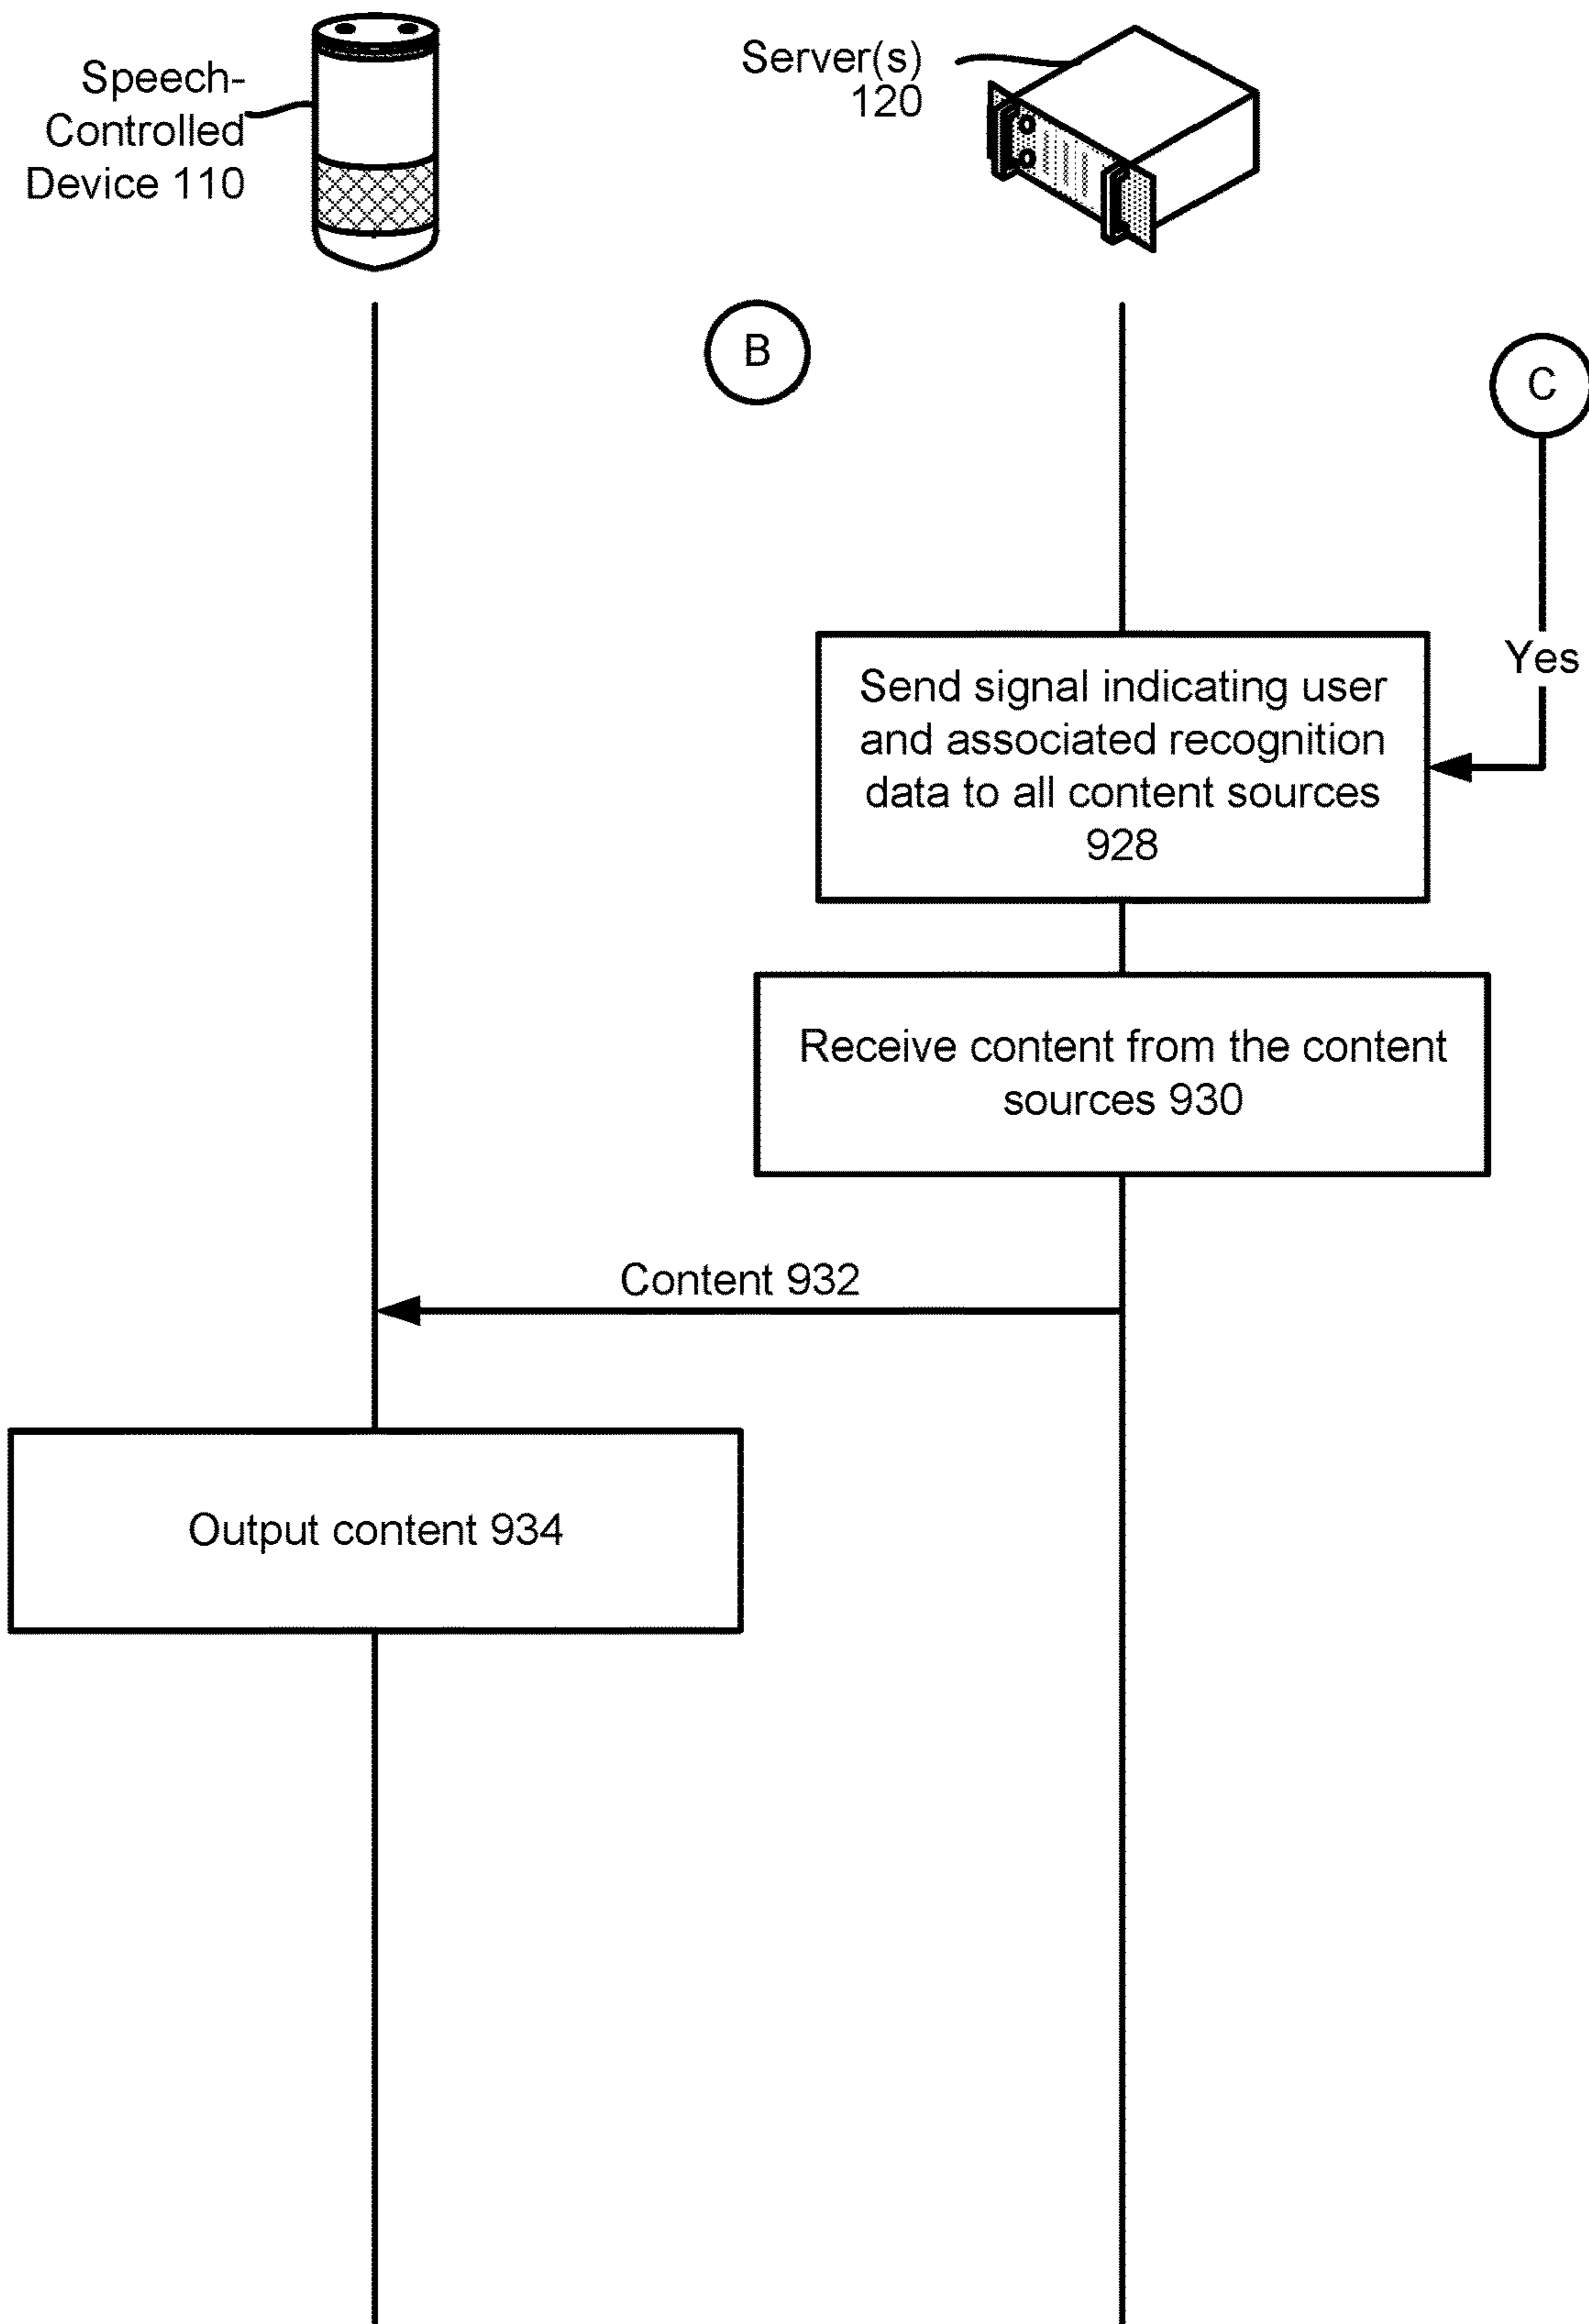 Speech-
Controlled
Device 110
Server(s)
120
B
C
Yes
Send signal indicating user
and associated recognition
data to all content sources
928
Receive content from the content
sources 930
Content 932
Output content 934